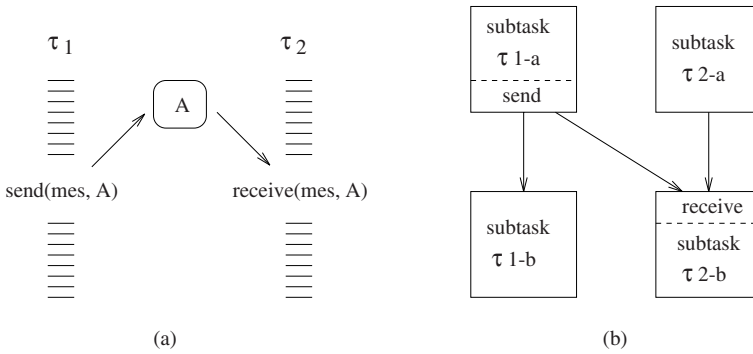 τ 1
τ 2
A
send(mes, A)
receive(mes, A)
(a)
subtask
τ 1-a
send
subtask
τ 2-a
subtask
τ 1-b
receive
subtask
τ 2-b
(b)